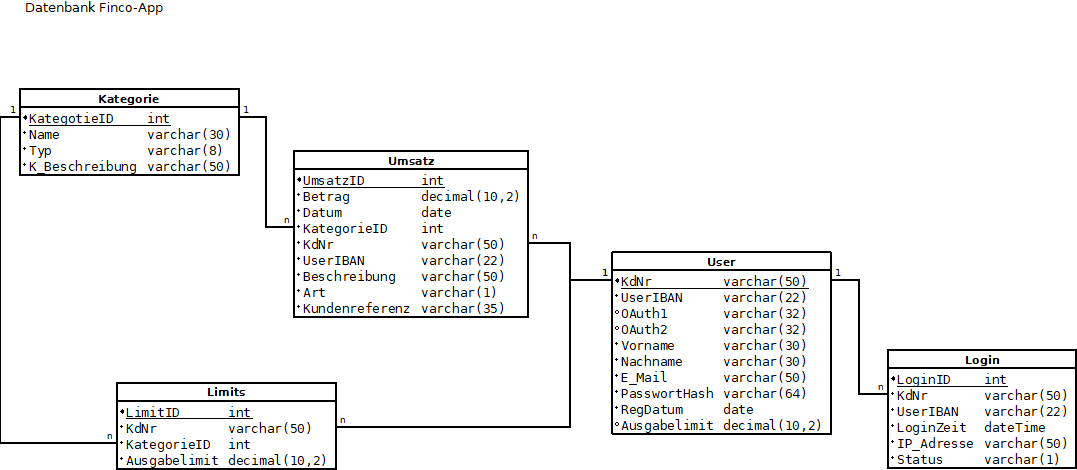 Datenbank Finco-App
Kategorie
KategotieID int
Name varchar(30)
Typ varchar(8)
K_Beschreibung varchar(50)
1
1
n
Umsatz
UmsatzID int
Betrag decimal(10,2)
Datum date
KategorieID int
KdNr varchar(50)
UserIBAN varchar(22)
Beschreibung varchar(50)
Art varchar(1)
Kundenreferenz varchar(35)
n
1
User
KdNr varchar(50)
UserIBAN varchar(22)
OAuth1 varchar(32)
OAuth2 varchar(32)
Vorname varchar(30)
Nachname varchar(30)
E_Mail varchar(50)
PasswortHash varchar(64)
RegDatum date
Ausgabelimit decimal(10,2)
1
n
Login
LoginID int
KdNr varchar(50)
UserIBAN varchar(22)
LoginZeit dateTime
IP_Adresse varchar(50)
Status varchar(1)
n
Limits
LimitID int
KdNr varchar(50)
KategorieID int
Ausgabelimit decimal(10,2)
n